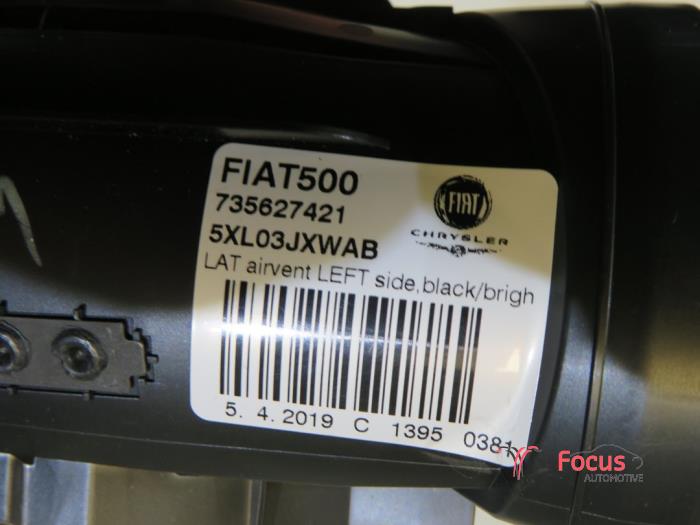 FIAT500
735627421
5XL03JXWAB
LAT airvent LEFT side,black/brigh
5. 4. 2019 C 1395 0381
FIAT
CHRYSLER
Focus
AUTOMOTIVE